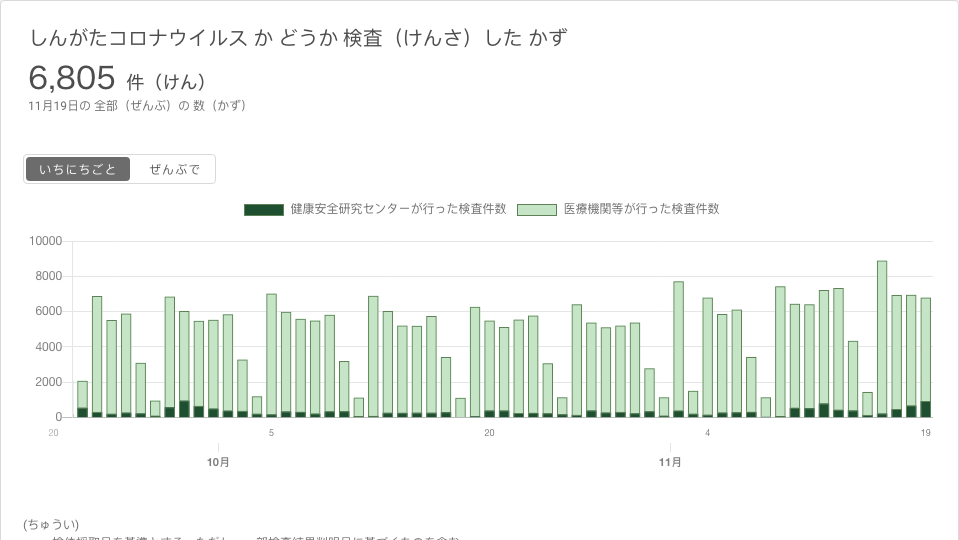 しんがたコロナウイルス か どうか 検査（けんさ）した かず
6,805 件（けん）
11月19日の 全部（ぜんぶ）の 数（かず）
いちにちごと ぜんぶで
健康安全研究センターが行った検査件数 医療機関等が行った検査件数
10000
8000
6000
4000
2000
0
20 5 20 4 19
10月 11月
(ちゅうい)